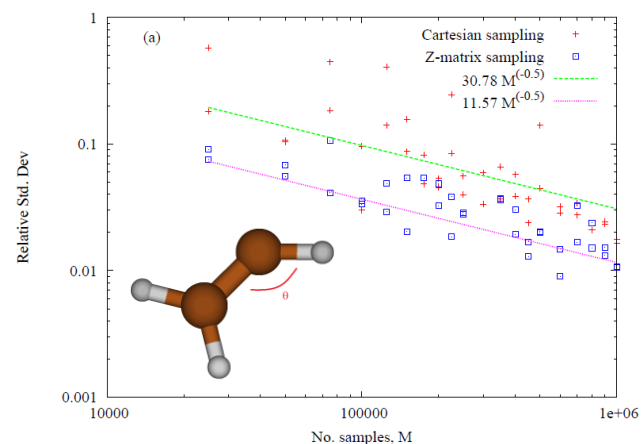 (a)
Cartesian sampling
Z-matrix sampling
30.78 M^(-0.5)
11.57 M^(-0.5)
1
0.1
0.01
0.001
Relative Std. Dev
θ
10000
100000
1e+06
No. samples, M